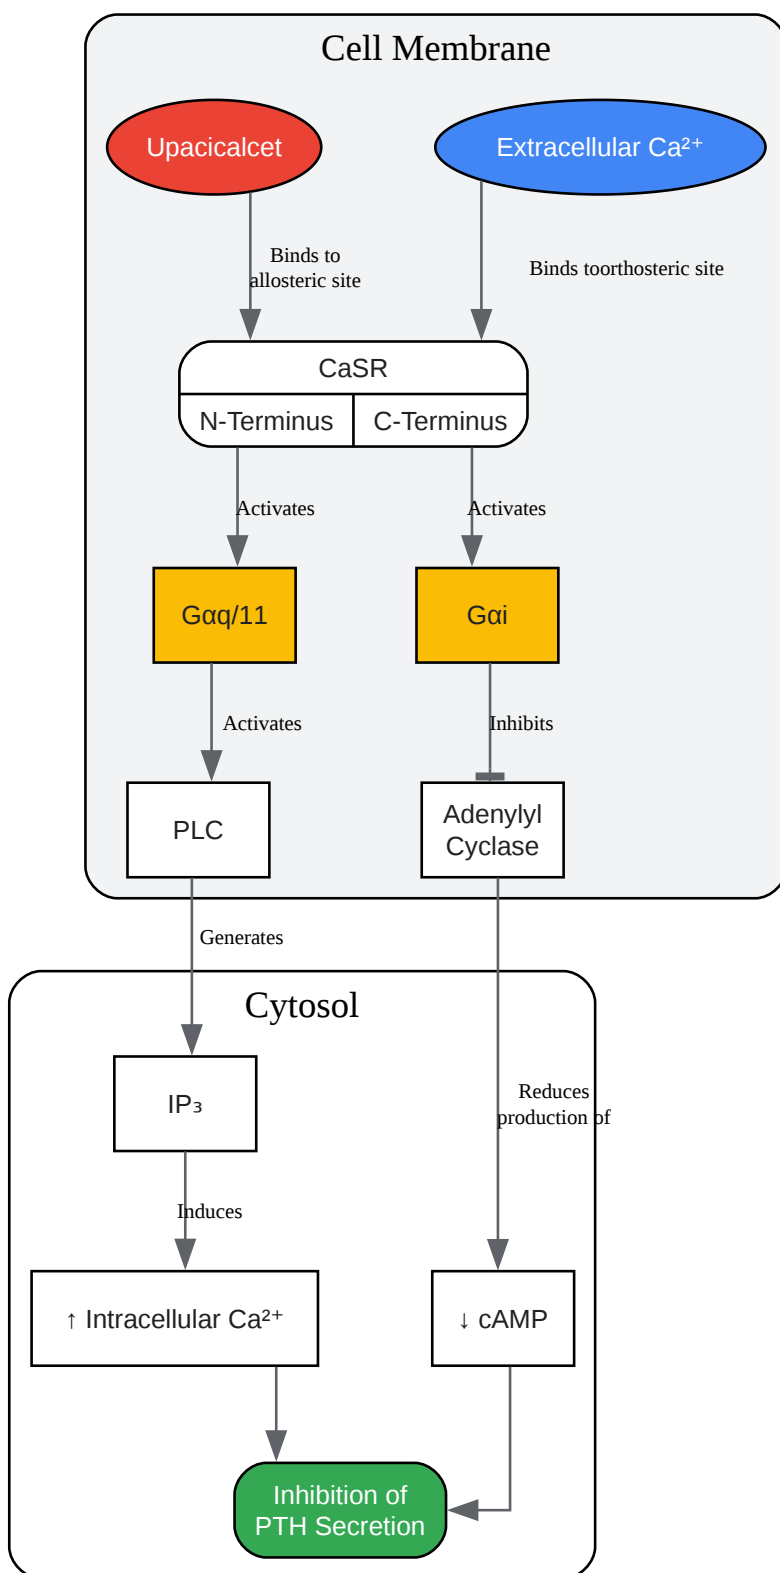 Cell Membrane
Upacicalcet
Extracellular Ca²⁺
Binds to
allosteric site
Binds toorthosteric site
CaSR
N-Terminus
C-Terminus
Activates
Activates
Gαq/11
Gαi
Activates
Inhibits
PLC
Adenylyl
Cyclase
Generates
Cytosol
IP₃
Reduces
production of
Induces
↑ Intracellular Ca²⁺
↓ cAMP
Inhibition of
PTH Secretion